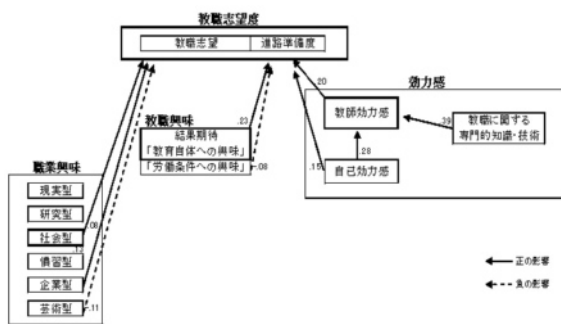 教職志望度
教職志望 道路準備度
効力感
.20
教師効力感
.39
教職に関する
専門的知識・技術
.28
.15
自己効力感
教職興味
.23
結果期待
「教育自体への興味」
「労働条件への興味」
-.08
職業興味
現実型
研究型
.08
社会型
.12
慣習型
企業型
芸術型
-.11
正の影響
負の影響